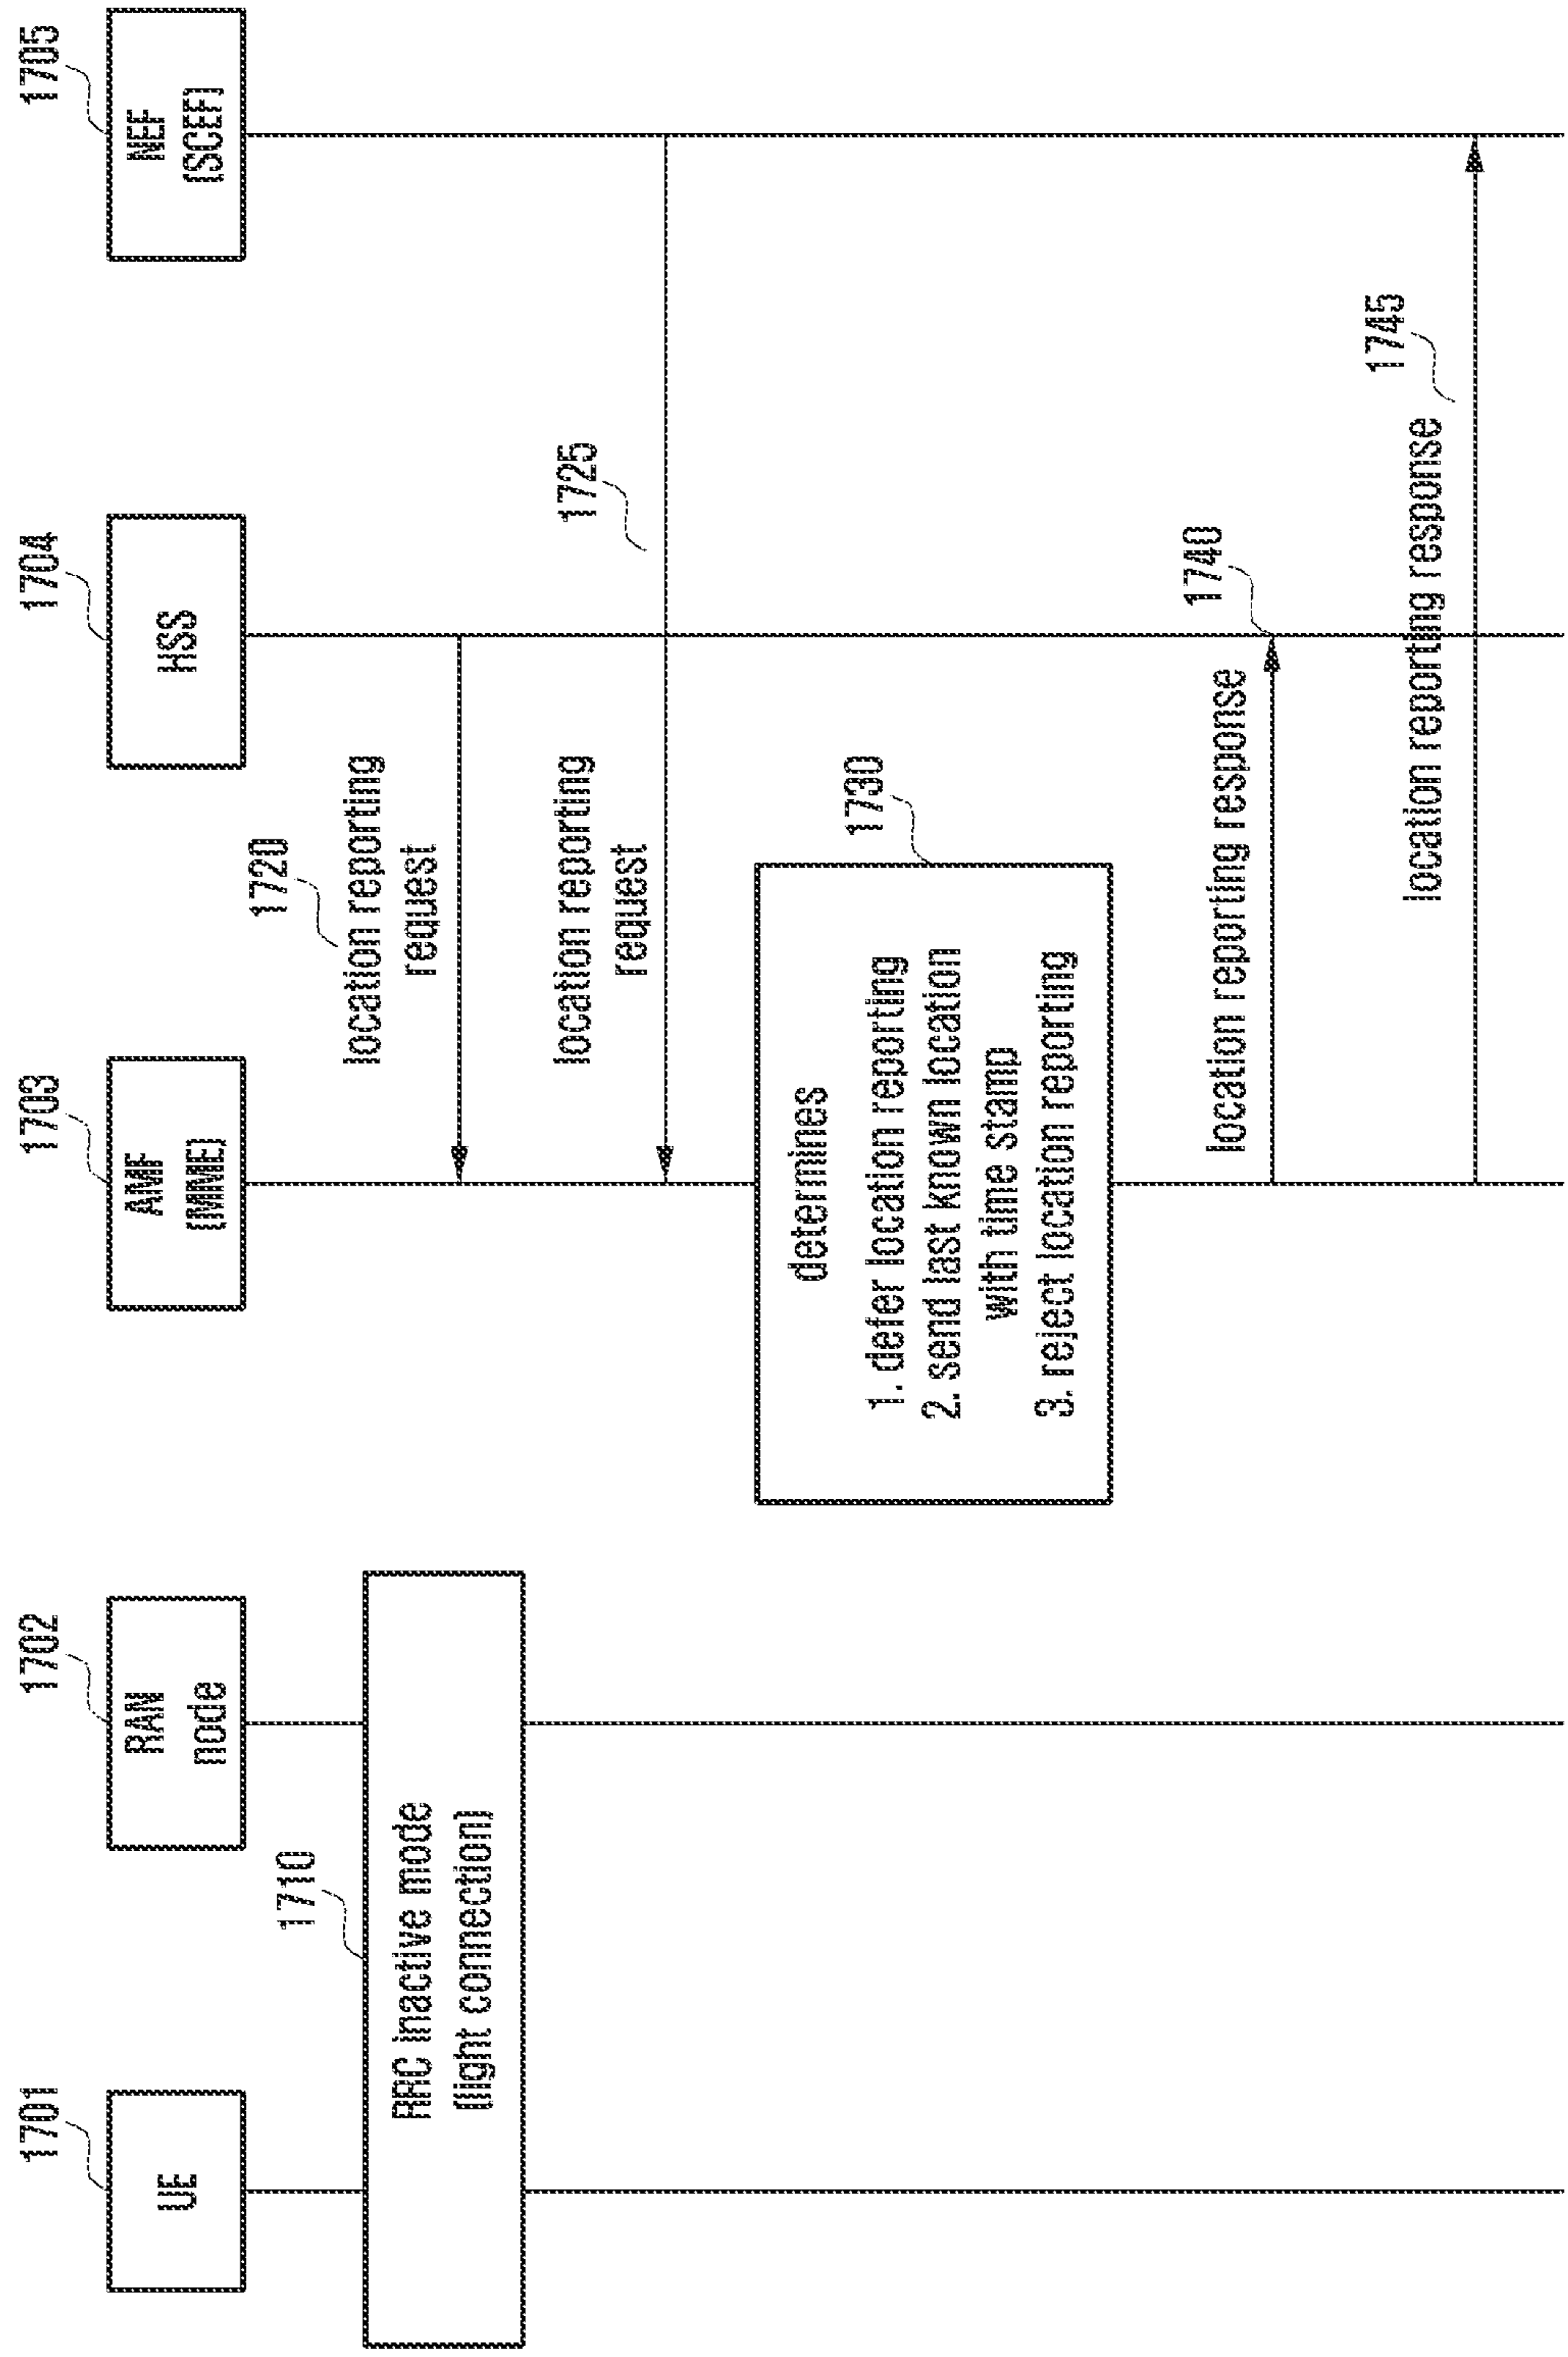 1701
UE
1702
RAN
node
1703
AMF
(MME)
1704
HSS
1705
NEF
(SCEF)
1710
RRC inactive mode
(light connection)
1720
location reporting
request
1725
location reporting
request
1730
determines
1. defer location reporting
2. send last known location
with time stamp
3. reject location reporting
1740
location reporting response
1745
location reporting response